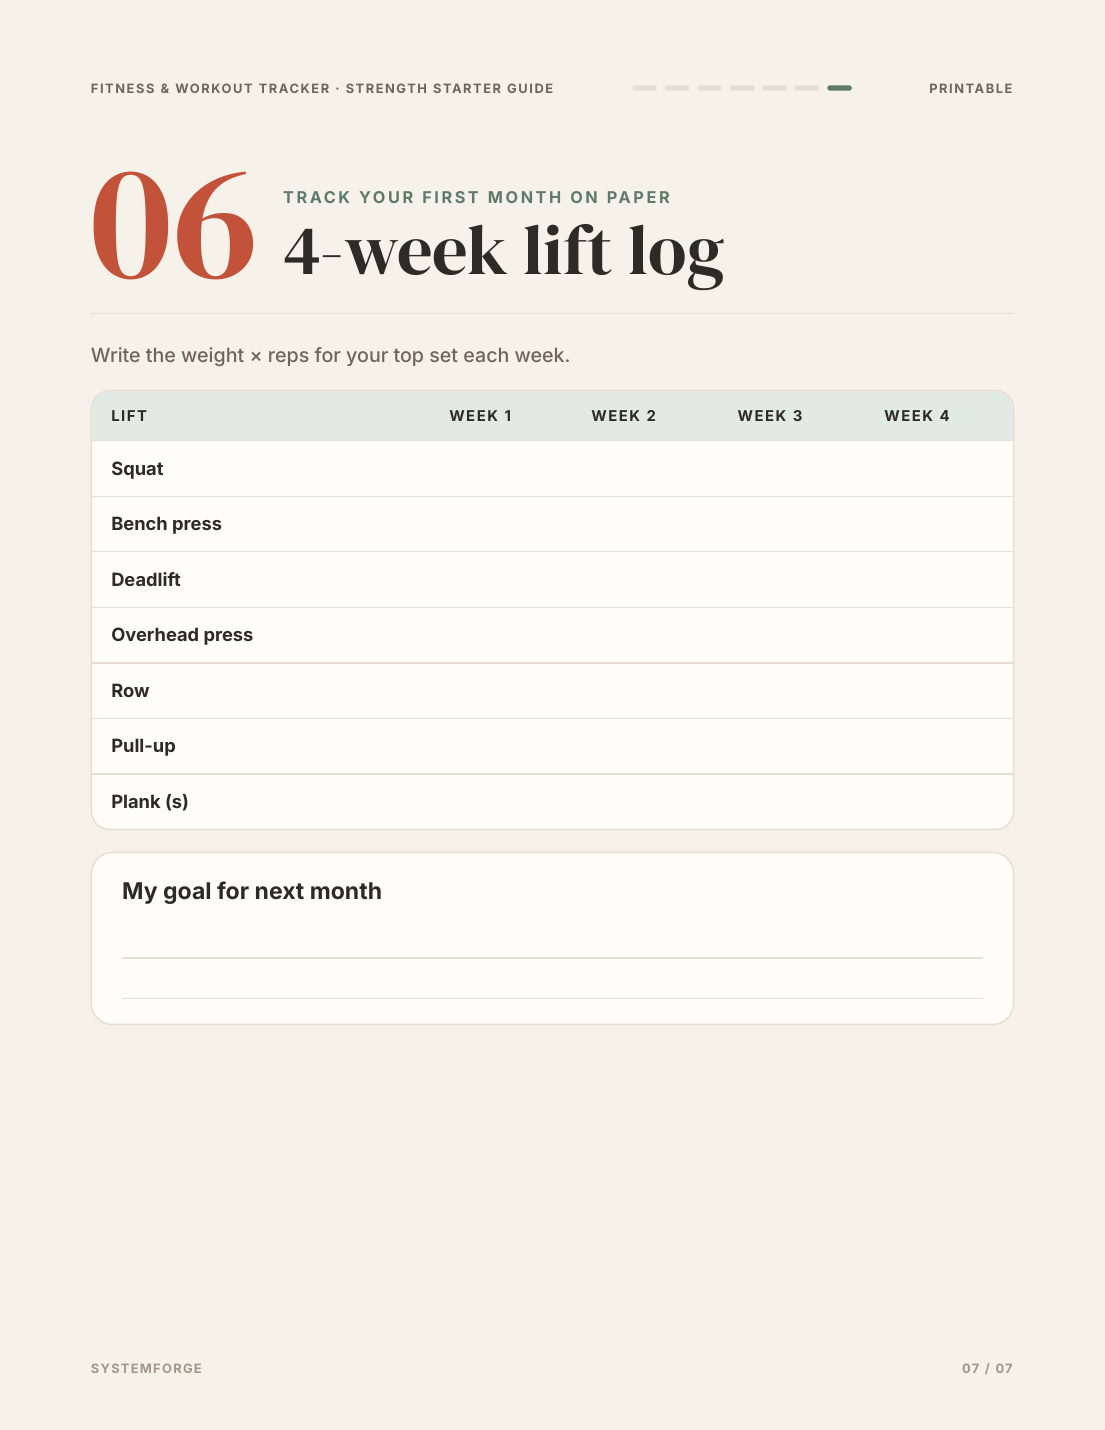 FITNESS & WORKOUT TRACKER · STRENGTH STARTER GUIDE PRINTABLE
06
TRACK YOUR FIRST MONTH ON PAPER
4-week lift log
Write the weight × reps for your top set each week.
LIFT WEEK 1 WEEK 2 WEEK 3 WEEK 4
Squat
Bench press
Deadlift
Overhead press
Row
Pull-up
Plank (s)
My goal for next month
SYSTEMFORGE 07 / 07